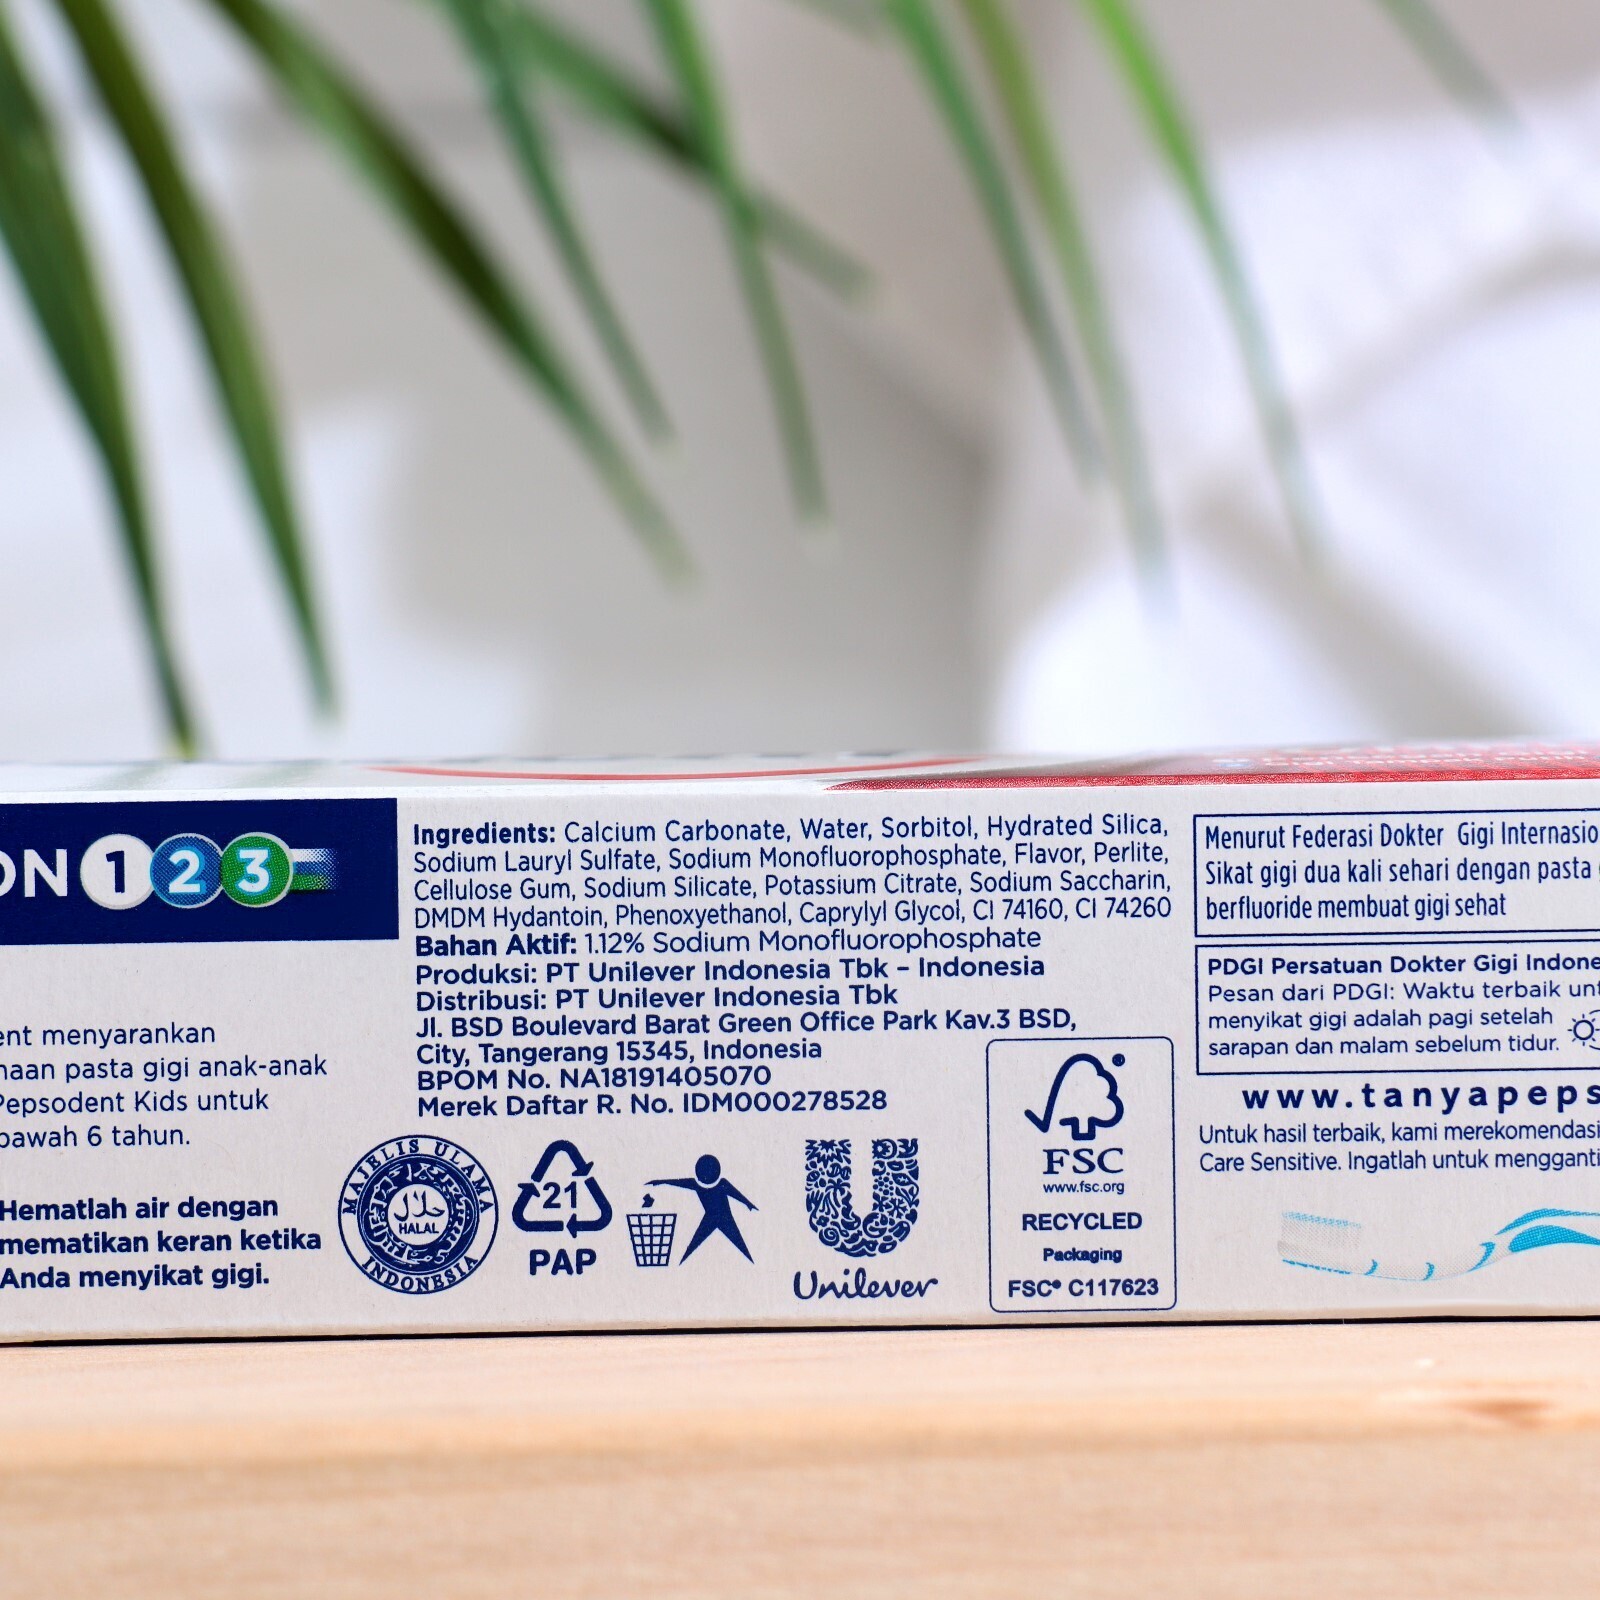 ON 1 2 3
ent menyarankan
naan pasta gigi anak-anak
Pepsodent Kids untuk
bawah 6 tahun.
Hematlah air dengan
mematikan keran ketika
Anda menyikat gigi.
Ingredients: Calcium Carbonate, Water, Sorbitol, Hydrated Silica,
Sodium Lauryl Sulfate, Sodium Monofluorophosphate, Flavor, Perlite,
Cellulose Gum, Sodium Silicate, Potassium Citrate, Sodium Saccharin,
DMDM Hydantoin, Phenoxyethanol, Caprylyl Glycol, CI 74160, CI 74260
Bahan Aktif: 1.12% Sodium Monofluorophosphate
Produksi: PT Unilever Indonesia Tbk – Indonesia
Distribusi: PT Unilever Indonesia Tbk
Jl. BSD Boulevard Barat Green Office Park Kav.3 BSD,
City, Tangerang 15345, Indonesia
BPOM No. NA18191405070
Merek Daftar R. No. IDM000278528
MAJELIS ULAMA
حلال
HALAL
INDONESIA
21
PAP
Unilever
FSC
www.fsc.org
RECYCLED
Packaging
FSC® C117623
Menurut Federasi Dokter Gigi Internasio
Sikat gigi dua kali sehari dengan pasta
berfluoride membuat gigi sehat
PDGI Persatuan Dokter Gigi Indone
Pesan dari PDGI: Waktu terbaik unt
menyikat gigi adalah pagi setelah
sarapan dan malam sebelum tidur.
www.tanyapeps
Untuk hasil terbaik, kami merekomendasi
Care Sensitive. Ingatlah untuk mengganti